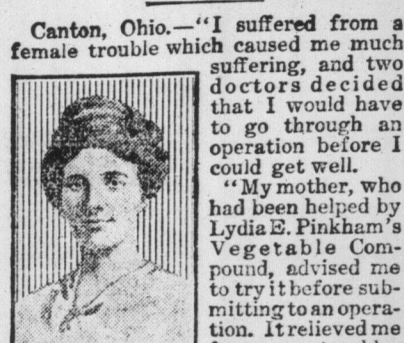 Canton, Ohio.—"I suffered from a
female trouble which caused me much
suffering, and two
doctors decided
that I would have
to go through an
operation before I
could get well.
"My mother, who
had been helped by
Lydia E. Pinkham's
Vegetable Com-
pound, advised me
to try it before sub-
mitting to an opera-
tion. It relieved me